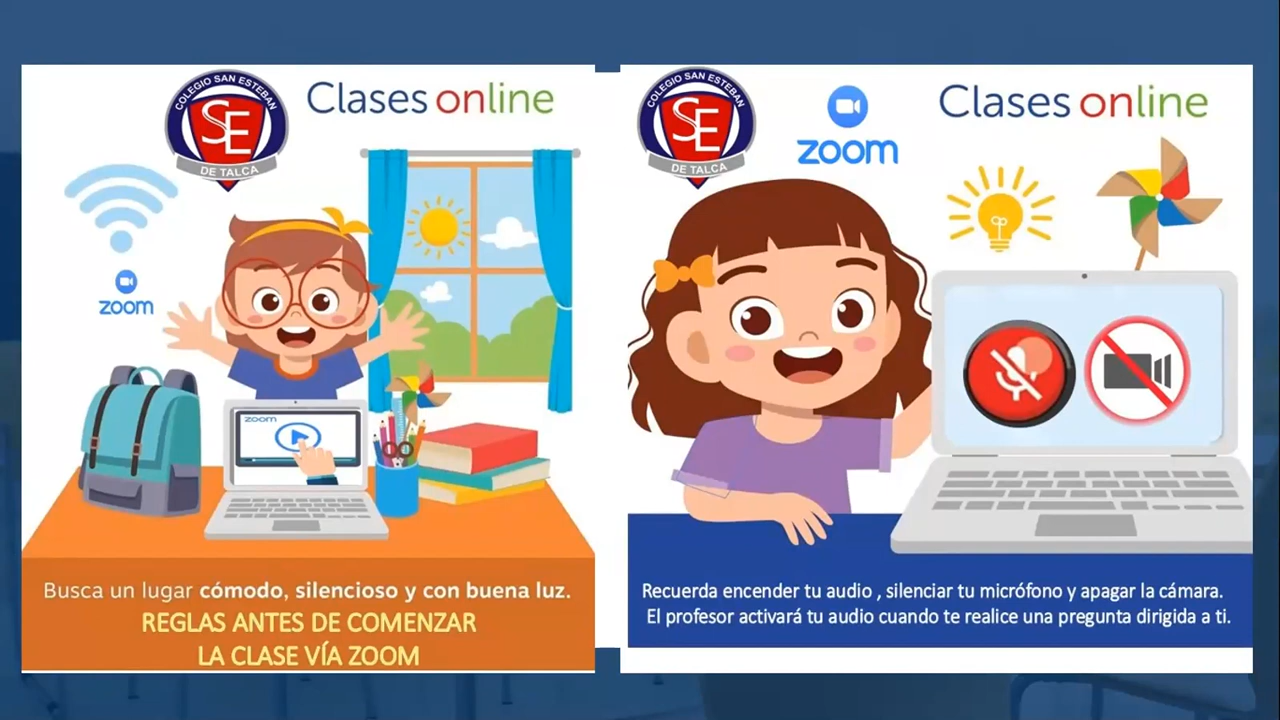 COLEGIO SAN ESTEBAN
SE
DE TALCA
Clases online
zoom
zoom
Busca un lugar cómodo, silencioso y con buena luz.
REGLAS ANTES DE COMENZAR
LA CLASE VÍA ZOOM
COLEGIO SAN ESTEBAN
SE
DE TALCA
zoom
Clases online
Recuerda encender tu audio , silenciar tu micrófono y apagar la cámara.
El profesor activará tu audio cuando te realice una pregunta dirigida a ti.